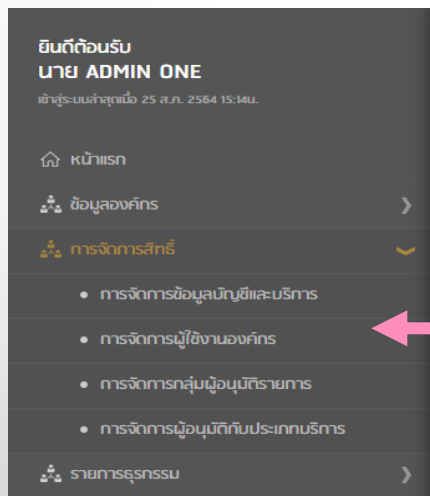 ยินดีต้อนรับ
นาย ADMIN ONE
เข้าสู่ระบบล่าสุดเมื่อ 25 ส.ค. 2564 15:14น.
หน้าแรก
ข้อมูลองค์กร
การจัดการสิทธิ์
การจัดการข้อมูลบัญชีและบริการ
การจัดการผู้ใช้งานองค์กร
การจัดการกลุ่มผู้อนุมัติรายการ
การจัดการผู้อนุมัติกับประเภทบริการ
รายการธุรกรรม